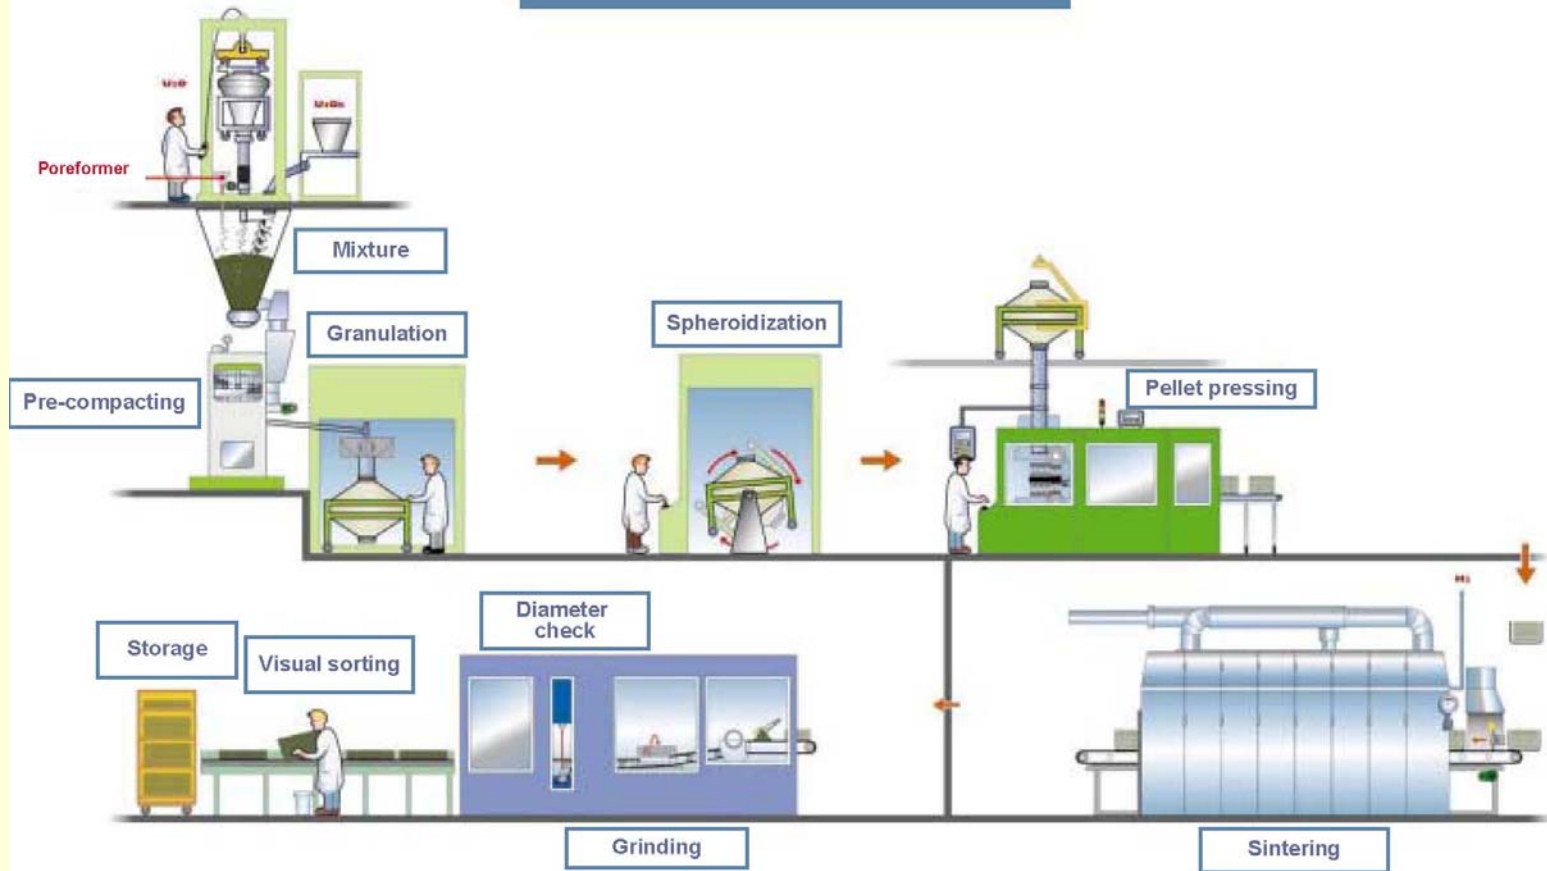 Poreformer
Mixture
Granulation
Spheroidization
Pre-compacting
Pellet pressing
Diameter
check
Storage
Visual sorting
Grinding
Sintering